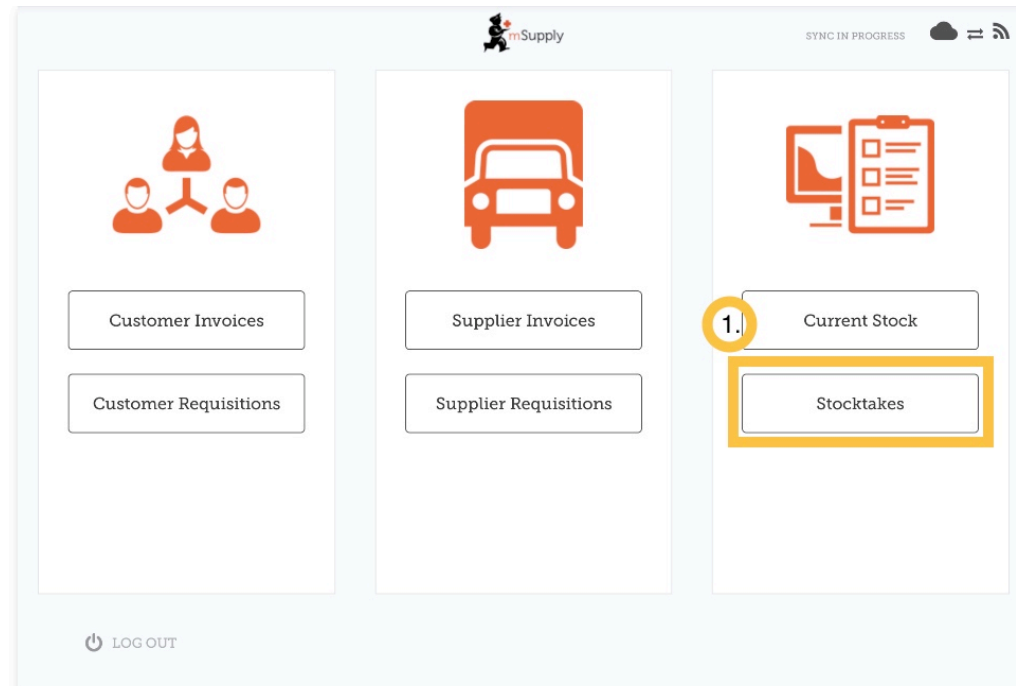 mSupply
SYNC IN PROGRESS
Customer Invoices
Customer Requisitions
Supplier Invoices
Supplier Requisitions
1.
Current Stock
Stocktakes
LOG OUT